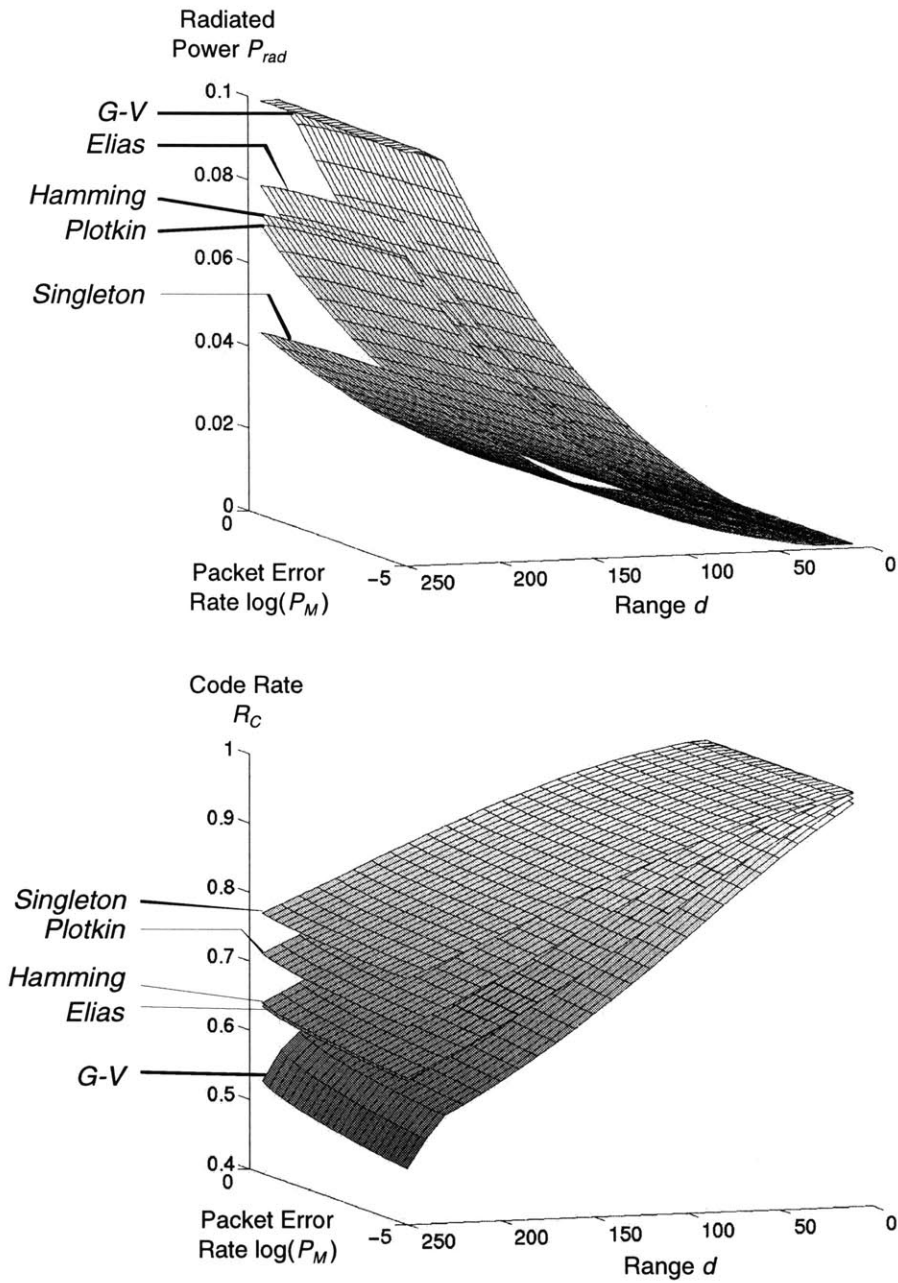 Radiated
Power P_rad
0.1
G-V
Elias
0.08
Hamming
Plotkin
0.06
Singleton
0.04
0.02
0
0
Packet Error
Rate log(P_M)
-5
250
200
150
100
50
0
Range d
Code Rate
R_C
1
0.9
0.8
Singleton
Plotkin
0.7
Hamming
Elias
0.6
G-V
0.5
0.4
0
Packet Error
Rate log(P_M)
-5
250
200
150
100
50
0
Range d